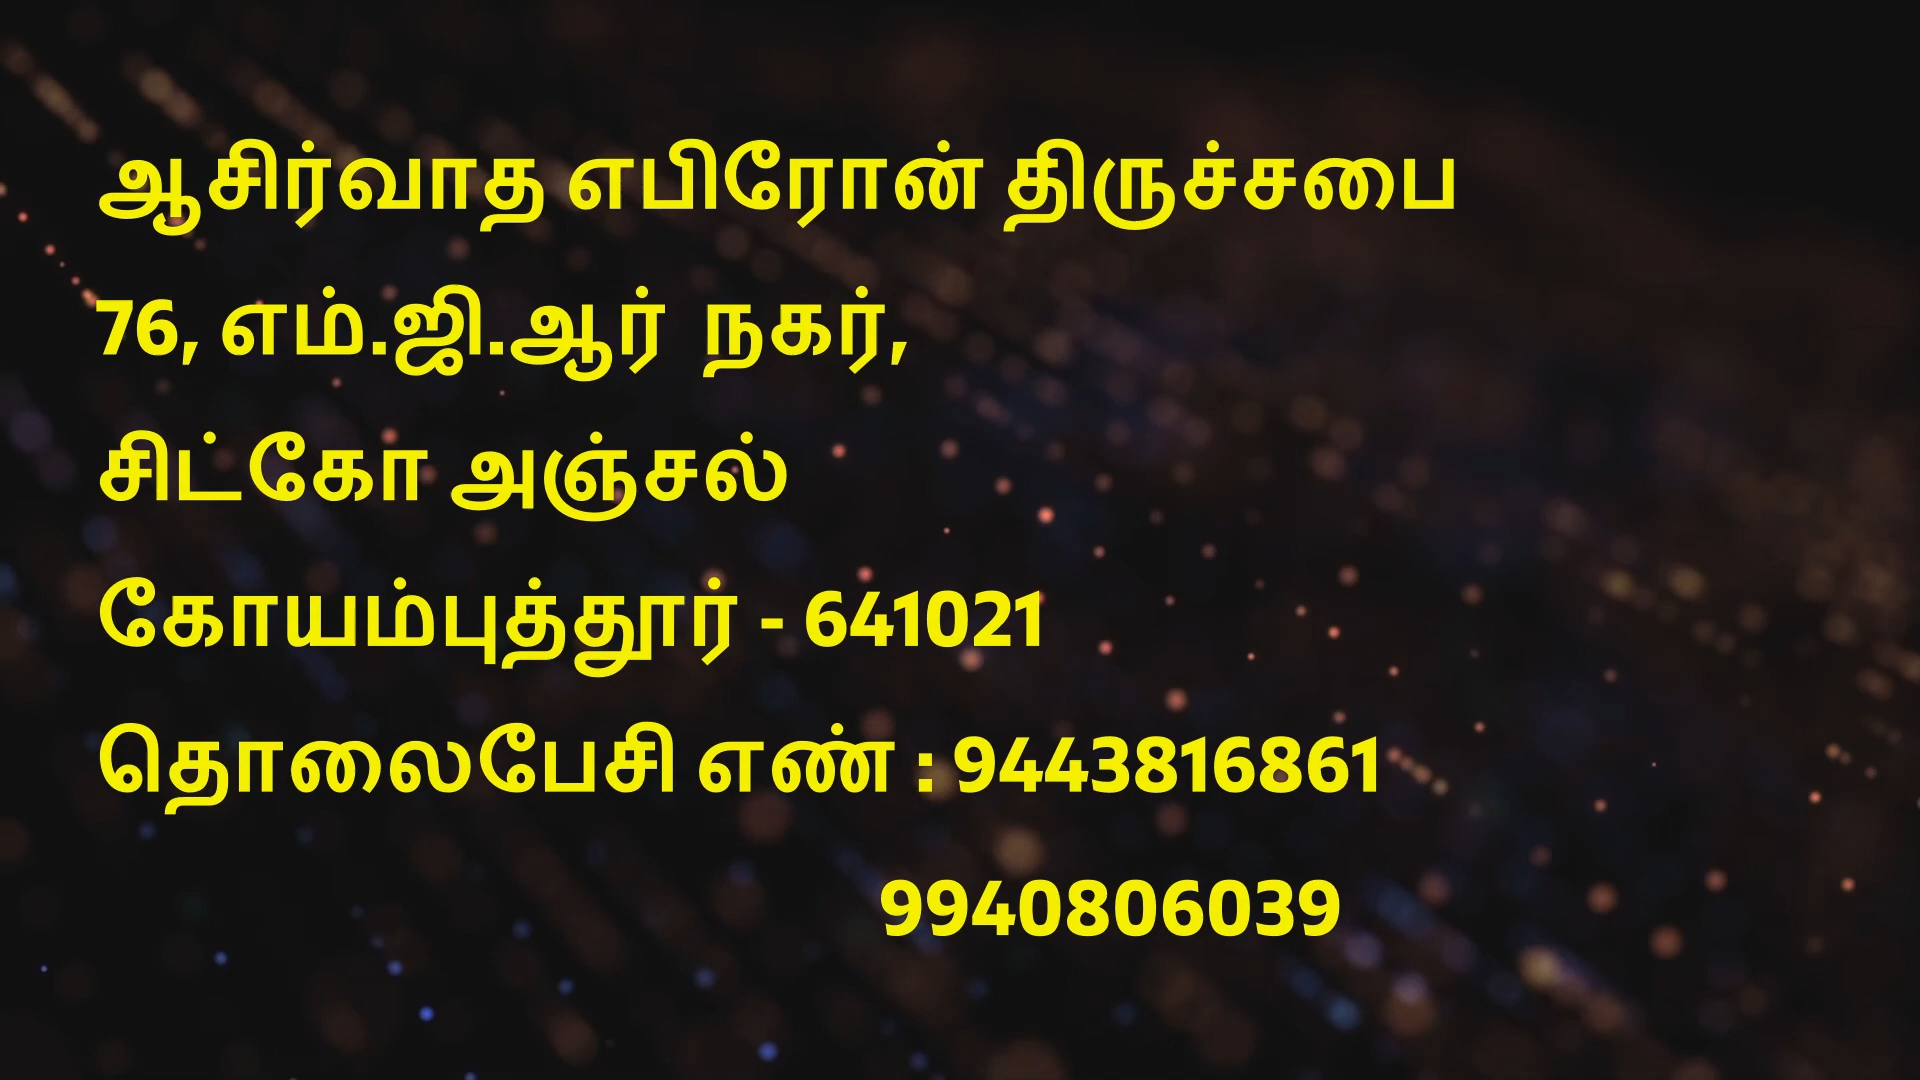 ஆசிர்வாத எபிரோன் திருச்சபை
76, எம்.ஜி.ஆர் நகர்,
சிட்கோ அஞ்சல்
கோயம்புத்தூர் - 641021
தொலைபேசி எண் : 9443816861
9940806039